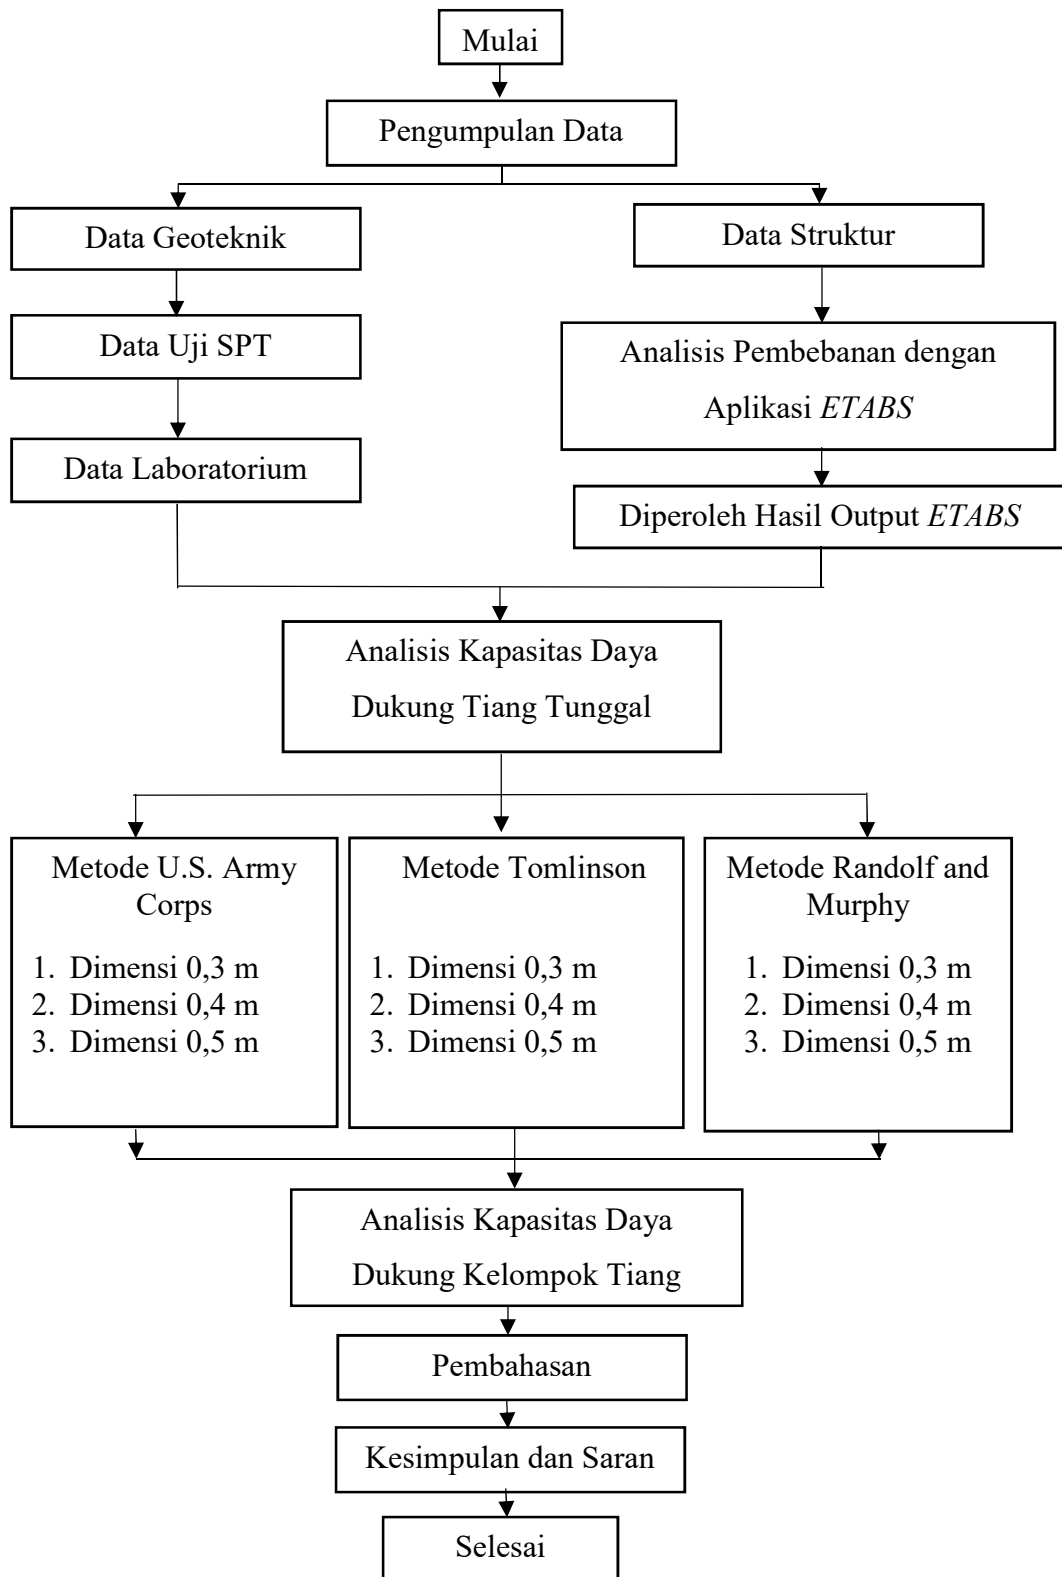 Mulai
Pengumpulan Data
Data Geoteknik
Data Struktur
Data Uji SPT
Analisis Pembebanan dengan
Aplikasi ETABS
Data Laboratorium
Diperoleh Hasil Output ETABS
Analisis Kapasitas Daya
Dukung Tiang Tunggal
Metode U.S. Army
Corps
1. Dimensi 0,3 m
2. Dimensi 0,4 m
3. Dimensi 0,5 m
Metode Tomlinson
1. Dimensi 0,3 m
2. Dimensi 0,4 m
3. Dimensi 0,5 m
Metode Randolf and
Murphy
1. Dimensi 0,3 m
2. Dimensi 0,4 m
3. Dimensi 0,5 m
Analisis Kapasitas Daya
Dukung Kelompok Tiang
Pembahasan
Kesimpulan dan Saran
Selesai